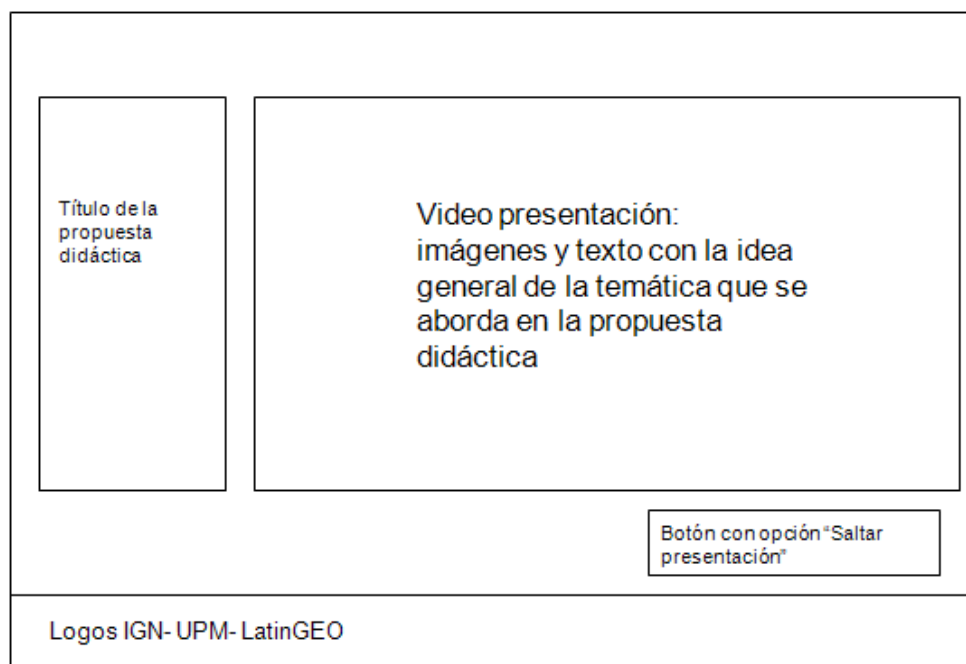 Título de la
propuesta
didáctica
Video presentación:
imágenes y texto con la idea
general de la temática que se
aborda en la propuesta
didáctica
Botón con opción “Saltar
presentación”
Logos IGN- UPM- LatinGEO